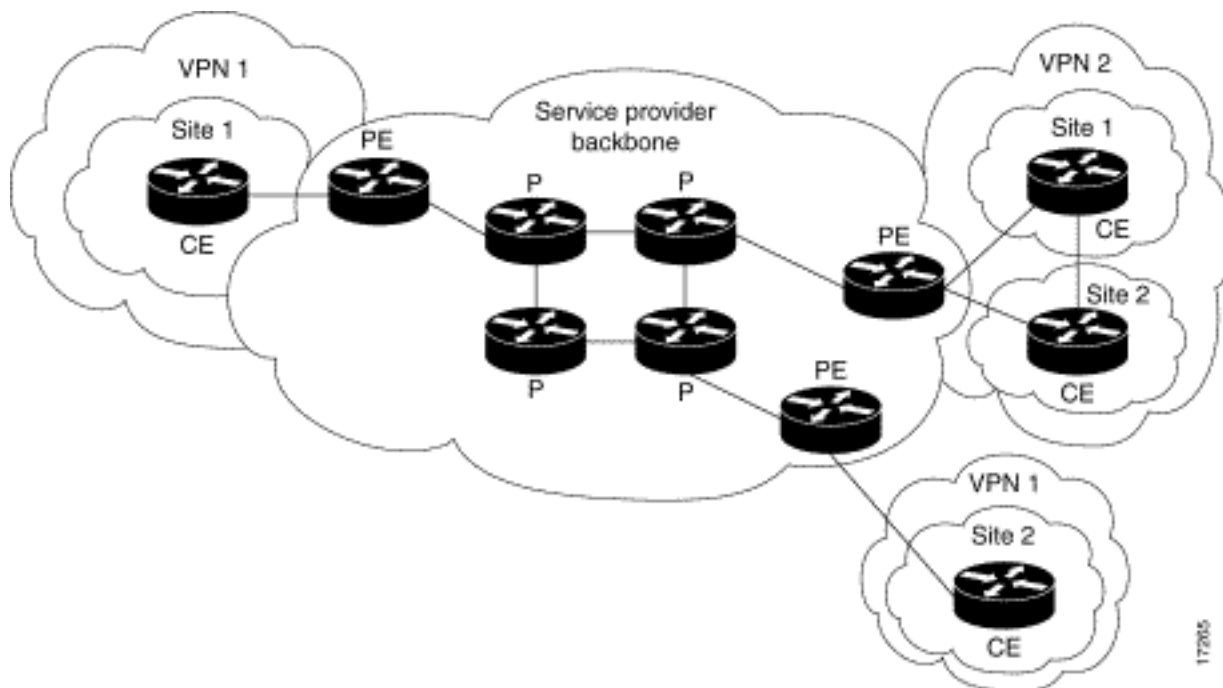 VPN 1
Site 1
CE
PE
Service provider
backbone
P
P
P
P
PE
PE
VPN 2
Site 1
CE
Site 2
CE
VPN 1
Site 2
CE
17265